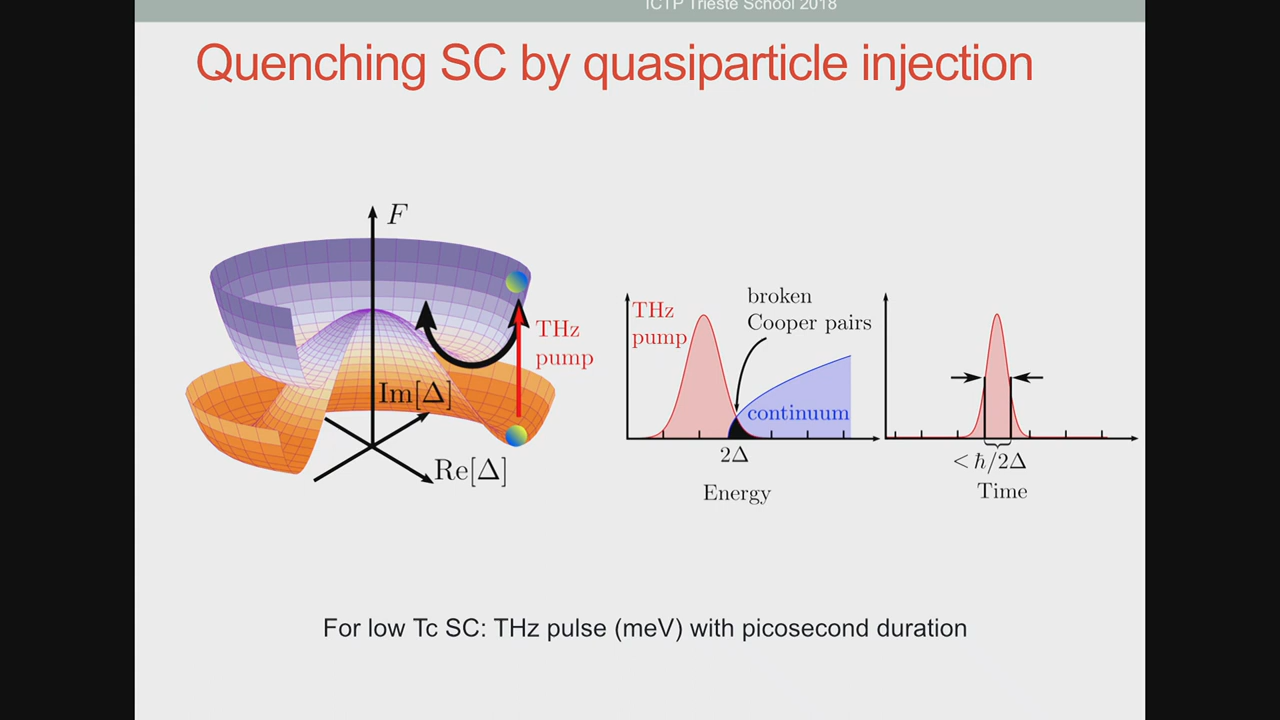 ICTP Trieste School 2018
Quenching SC by quasiparticle injection
F
THz
pump
Im[Δ]
Re[Δ]
THz
pump
broken
Cooper pairs
continuum
2Δ
Energy
< ℏ/2Δ
Time
For low Tc SC: THz pulse (meV) with picosecond duration